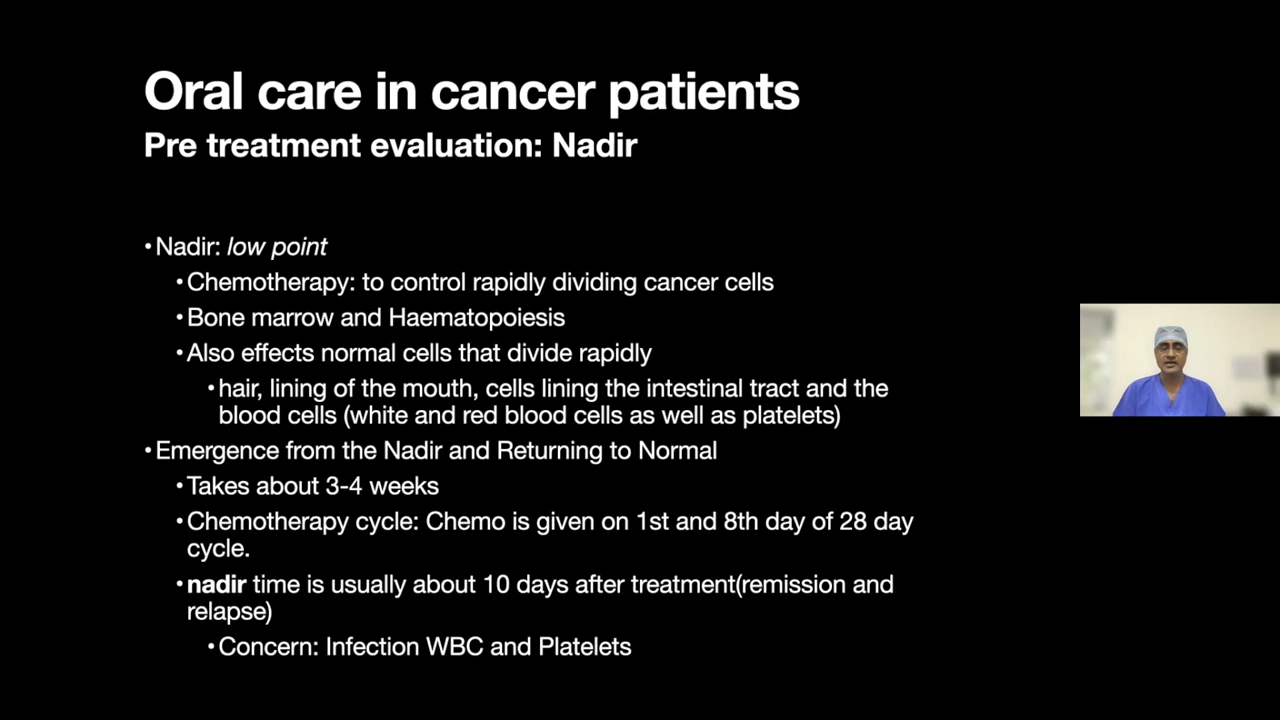 Oral care in cancer patients
Pre treatment evaluation: Nadir
• Nadir: low point
• Chemotherapy: to control rapidly dividing cancer cells
• Bone marrow and Haematopoiesis
• Also effects normal cells that divide rapidly
• hair, lining of the mouth, cells lining the intestinal tract and the
blood cells (white and red blood cells as well as platelets)
• Emergence from the Nadir and Returning to Normal
• Takes about 3-4 weeks
• Chemotherapy cycle: Chemo is given on 1st and 8th day of 28 day
cycle.
• nadir time is usually about 10 days after treatment(remission and
relapse)
• Concern: Infection WBC and Platelets